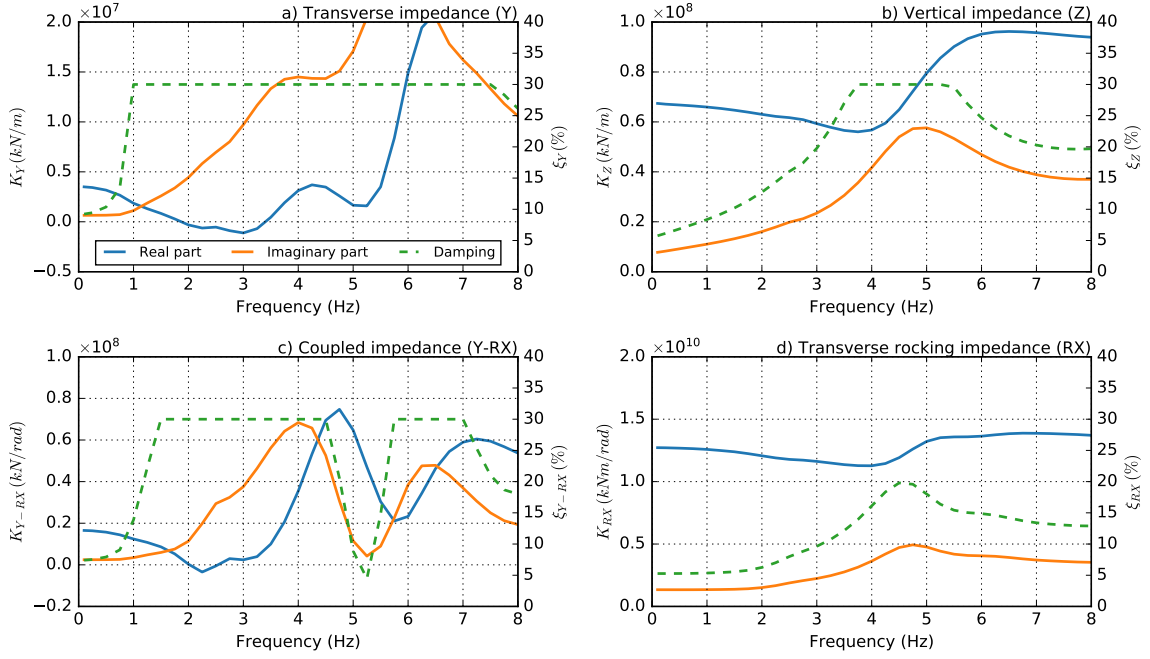 ×10⁷ a) Transverse impedance (Y)
2.0 40
35
1.5 30
25
1.0 20
0.5 15
0.0 10
5
−0.5 0
K_Y (kN/m)
ξ_Y (%)
Real part Imaginary part Damping
0 1 2 3 4 5 6 7 8
Frequency (Hz)
×10⁸ b) Vertical impedance (Z)
1.0 40
35
0.8 30
25
0.6
20
0.4 15
10
0.2
5
0.0 0
K_Z (kN/m)
ξ_Z (%)
0 1 2 3 4 5 6 7 8
Frequency (Hz)
×10⁸ c) Coupled impedance (Y-RX)
1.0 40
35
0.8
30
0.6 25
0.4 20
15
0.2
10
0.0
5
−0.2 0
K_{Y−RX} (kN/rad)
ξ_{Y−RX} (%)
0 1 2 3 4 5 6 7 8
Frequency (Hz)
×10¹⁰ d) Transverse rocking impedance (RX)
2.0 40
35
1.5 30
25
1.0 20
15
0.5 10
5
0.0 0
K_{RX} (kNm/rad)
ξ_{RX} (%)
0 1 2 3 4 5 6 7 8
Frequency (Hz)